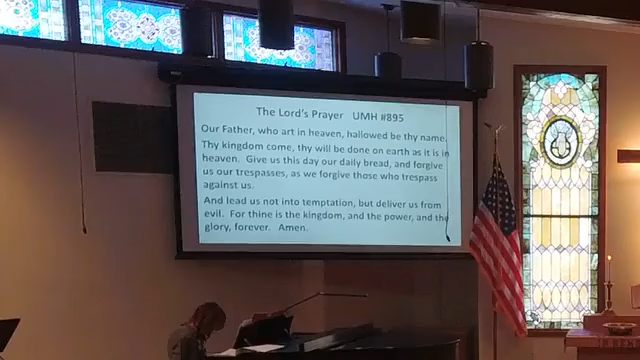 The Lord's Prayer UMH #895
Our Father, who art in heaven, hallowed be thy name.
Thy kingdom come, thy will be done on earth as it is in
heaven. Give us this day our daily bread, and forgive
us our trespasses, as we forgive those who trespass
against us.
And lead us not into temptation, but deliver us from
evil. For thine is the kingdom, and the power, and the
glory, forever. Amen.